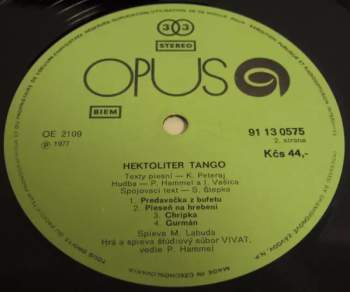 33
STEREO
OPUS
BIEM
OE 2109
℗ 1977
91 13 0575
2. strana
Kčs 44,-
HEKTOLITER TANGO
Texty piesní — K. Peteraj
Hudba — P. Hammel a I. Vašica
Spojovací text — S. Štepka
1. Predavačka z bufetu
2. Pieseň na hrebení
3. Chrípka
4. Gurmán
Spieva M. Labuda
Hrá a spieva štúdiový súbor VIVAT,
vedie P. Hammel
MADE IN CZECHOSLOVAKIA